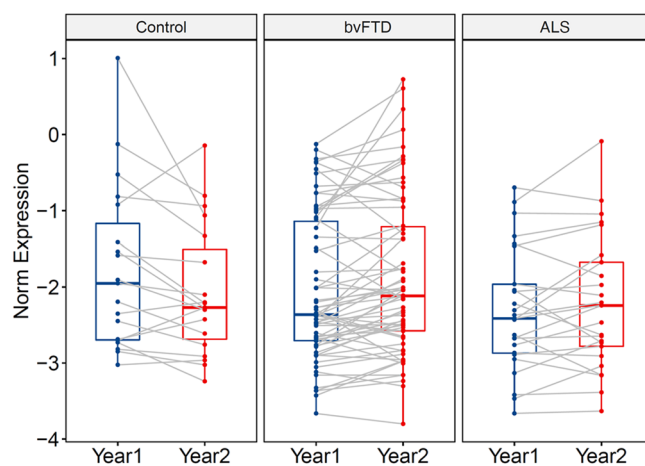 Control bvFTD ALS
Norm Expression
1
0
−1
−2
−3
−4
Year1 Year2 Year1 Year2 Year1 Year2